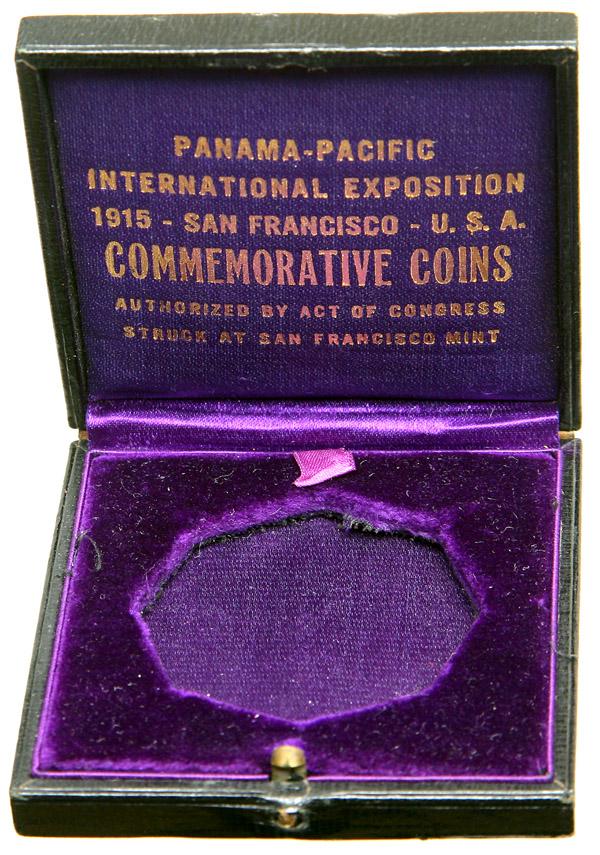 PANAMA-PACIFIC
INTERNATIONAL EXPOSITION
1915 - SAN FRANCISCO - U. S. A.
COMMEMORATIVE COINS
AUTHORIZED BY ACT OF CONGRESS
STRUCK AT SAN FRANCISCO MINT